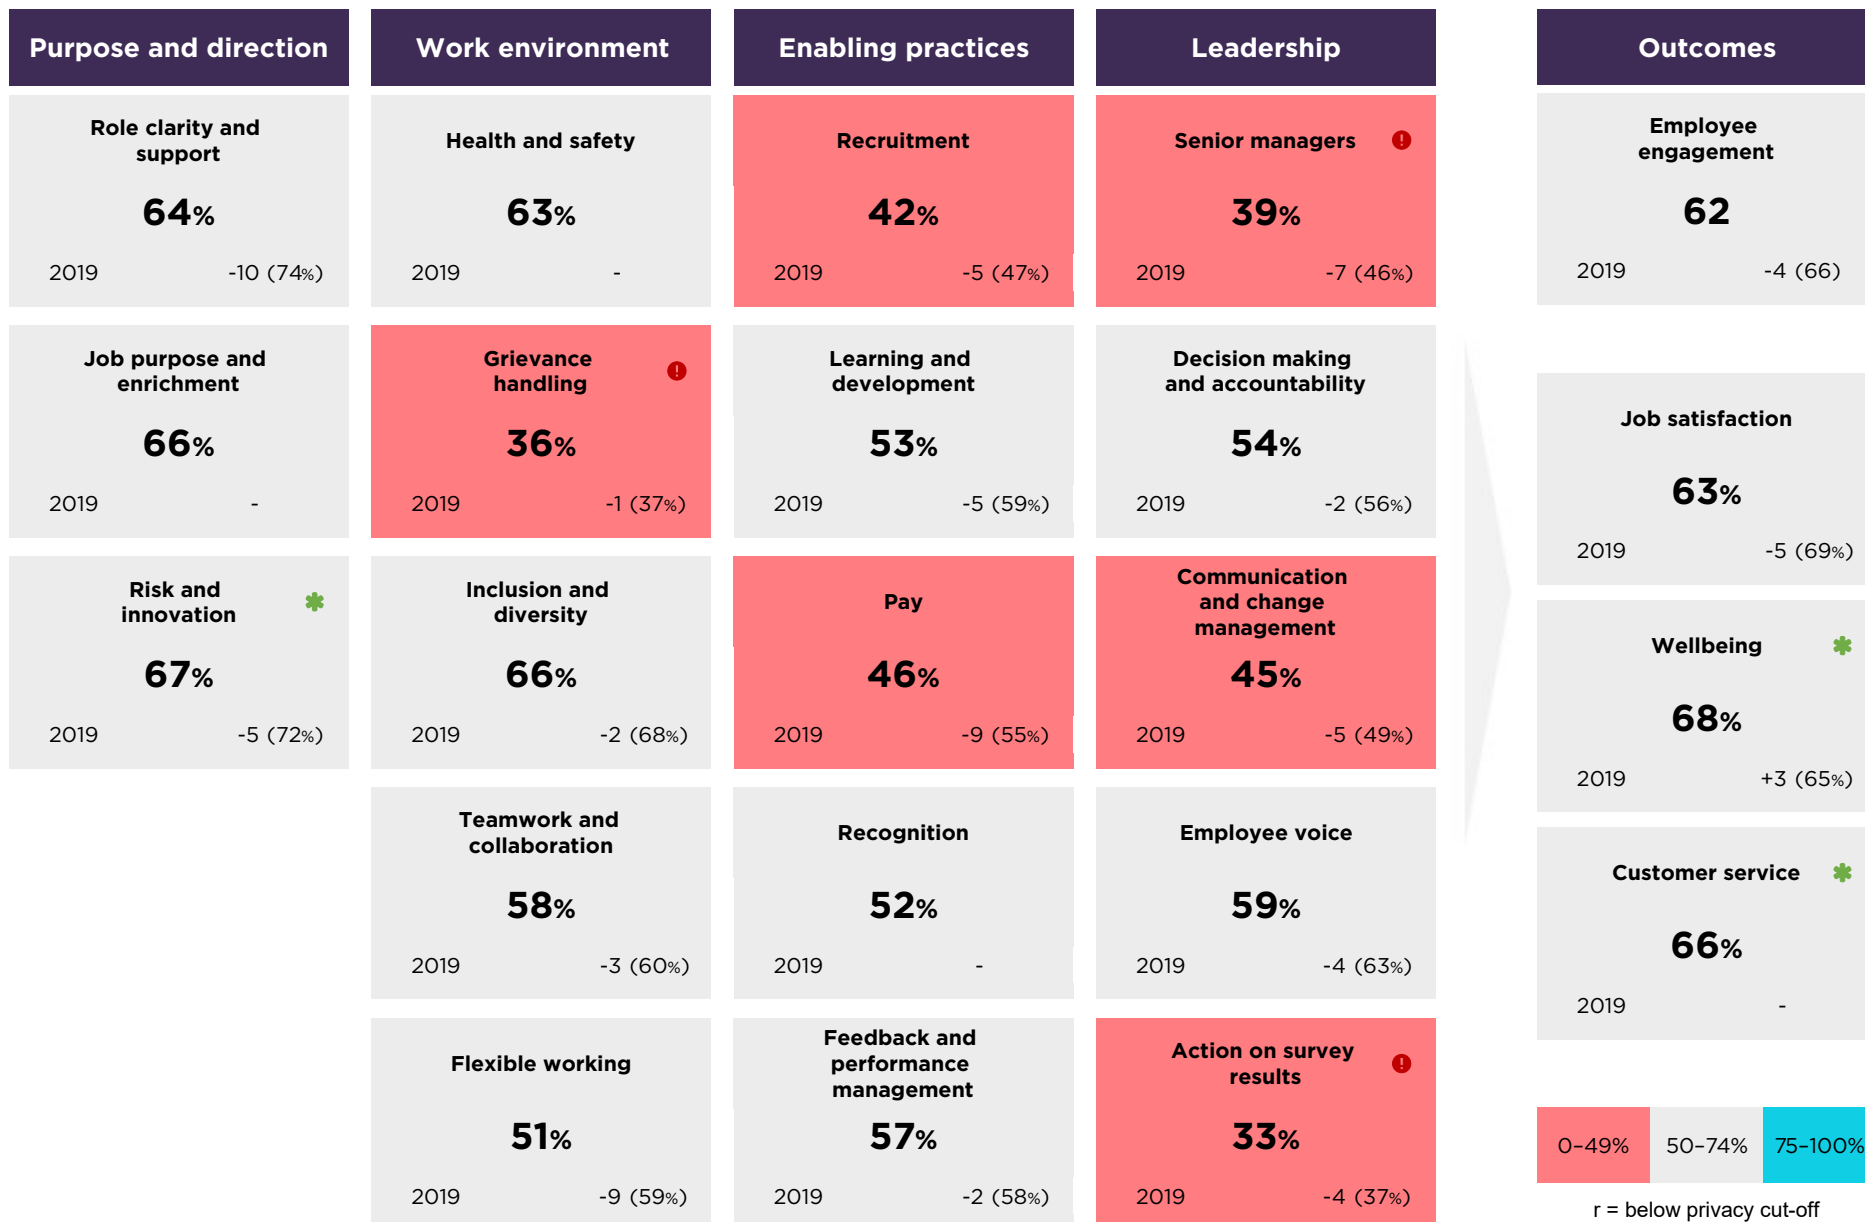 Purpose and direction
Role clarity and
support
64%
2019 -10 (74%)
Job purpose and
enrichment
66%
2019 -
Risk and
innovation
67%
2019 -5 (72%)
Work environment
Health and safety
63%
2019 -
Grievance
handling
36%
2019 -1 (37%)
Inclusion and
diversity
66%
2019 -2 (68%)
Teamwork and
collaboration
58%
2019 -3 (60%)
Flexible working
51%
2019 -9 (59%)
Enabling practices
Recruitment
42%
2019 -5 (47%)
Learning and
development
53%
2019 -5 (59%)
Pay
46%
2019 -9 (55%)
Recognition
52%
2019 -
Feedback and
performance
management
57%
2019 -2 (58%)
Leadership
Senior managers
39%
2019 -7 (46%)
Decision making
and accountability
54%
2019 -2 (56%)
Communication
and change
management
45%
2019 -5 (49%)
Employee voice
59%
2019 -4 (63%)
Action on survey
results
33%
2019 -4 (37%)
Outcomes
Employee
engagement
62
2019 -4 (66)
Job satisfaction
63%
2019 -5 (69%)
Wellbeing
68%
2019 +3 (65%)
Customer service
66%
2019 -
0-49% 50-74% 75-100%
r = below privacy cut-off